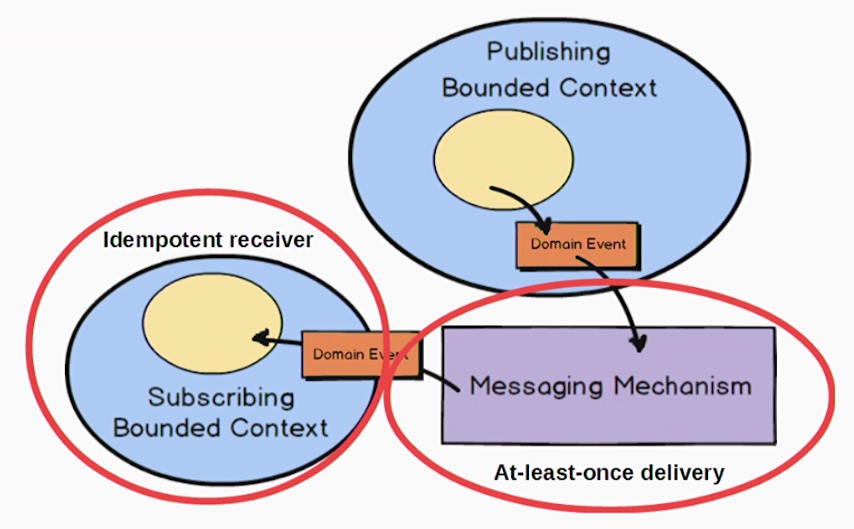 Publishing
Bounded Context
Domain Event
Idempotent receiver
Domain Event
Subscribing
Bounded Context
Messaging Mechanism
At-least-once delivery